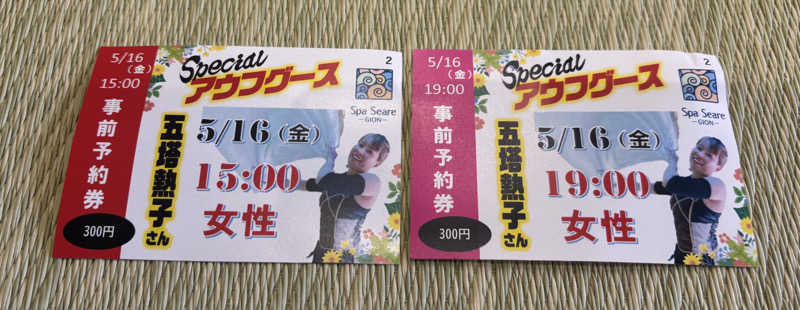 5/16
(金)
15:00
事前予約券
300円
Special
アウフグース
2
Spa Seare
-GION-
五塔熱子さん
5/16(金)
15:00
女性
5/16
(金)
19:00
事前予約券
300円
Special
アウフグース
2
Spa Seare
-GION-
五塔熱子さん
5/16(金)
19:00
女性